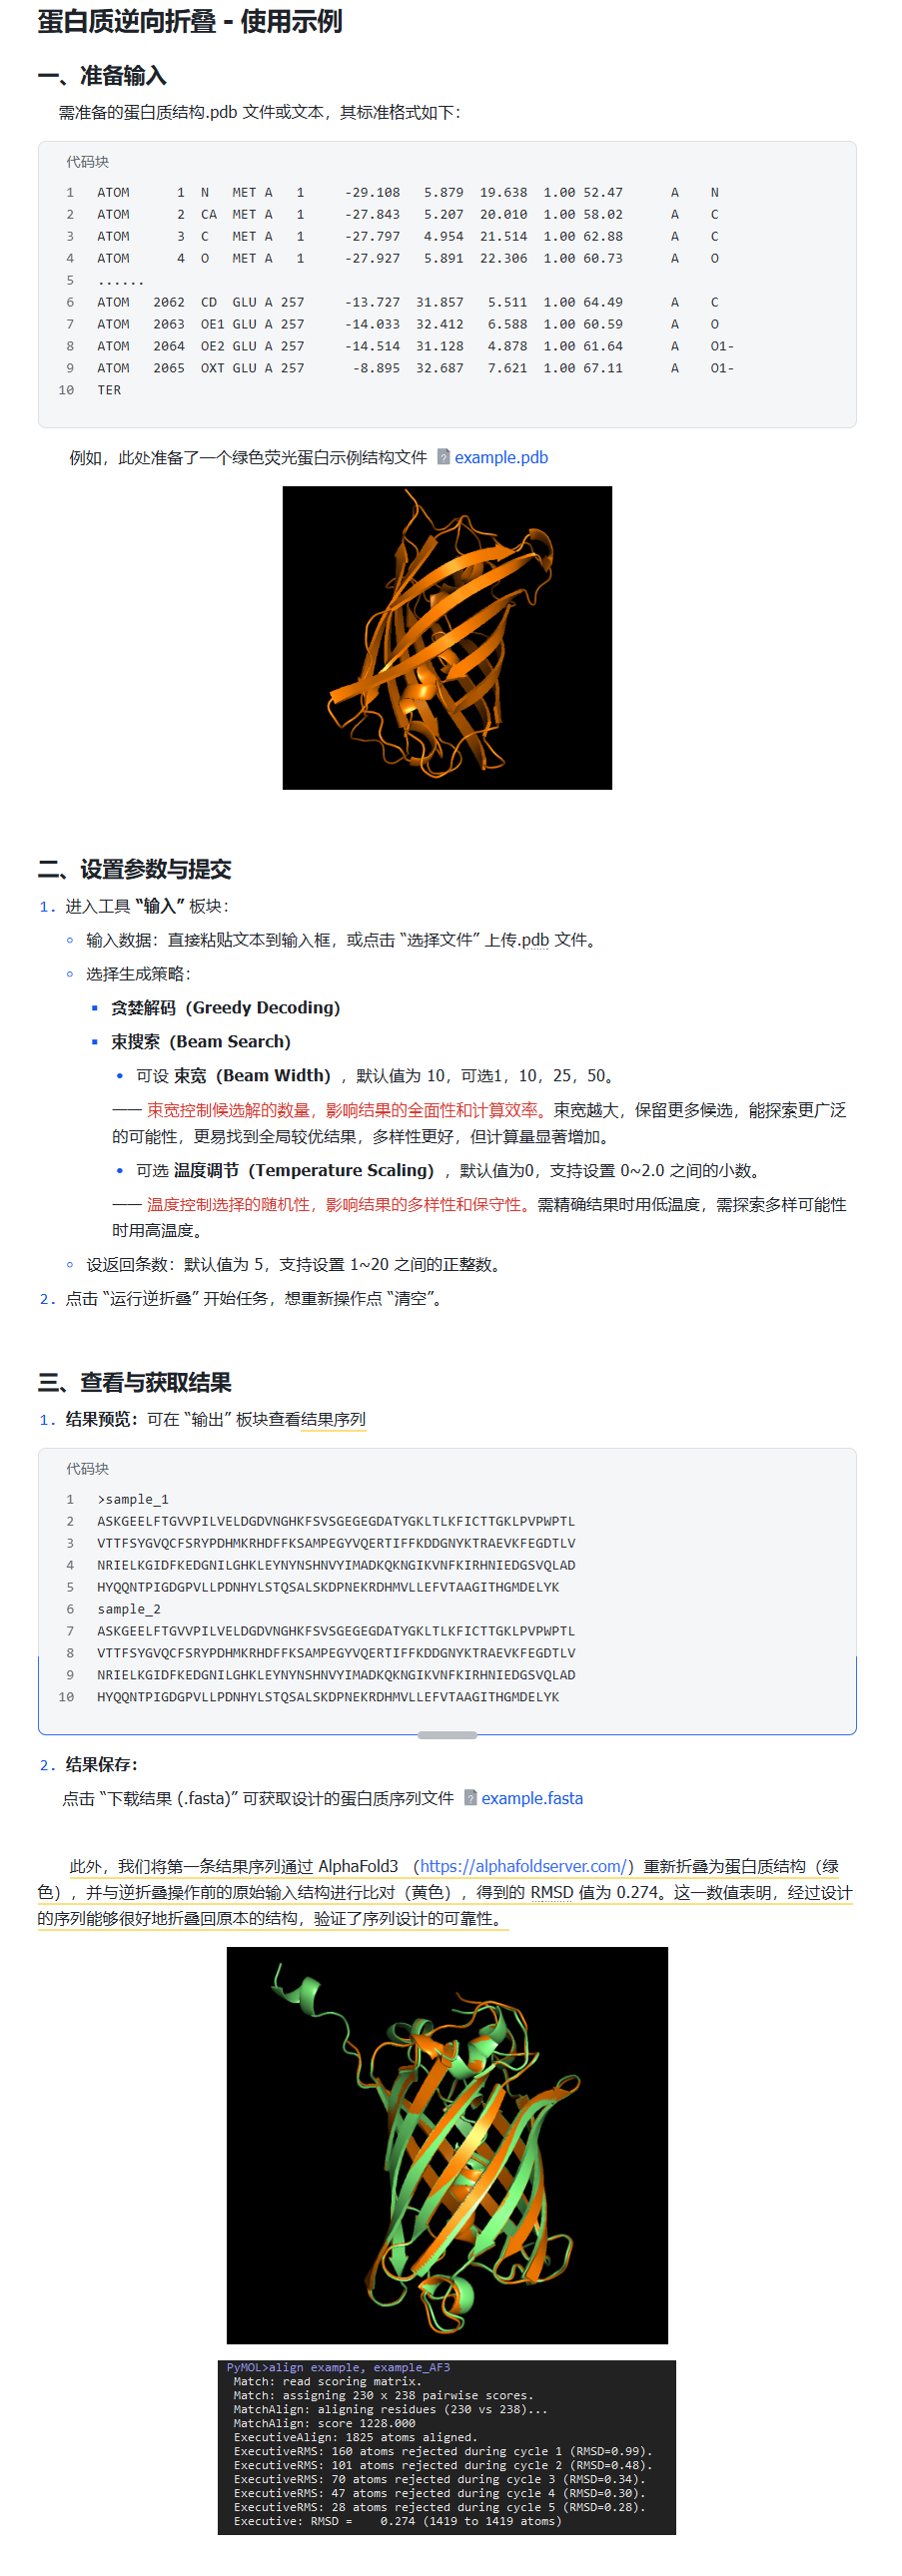 蛋白质逆向折叠 - 使用示例
一、准备输入
需准备的蛋白质结构.pdb 文件或文本，其标准格式如下：
代码块
1 ATOM 1 N MET A 1 -29.108 5.879 19.638 1.00 52.47 A N
2 ATOM 2 CA MET A 1 -27.843 5.207 20.010 1.00 58.02 A C
3 ATOM 3 C MET A 1 -27.797 4.954 21.514 1.00 62.88 A C
4 ATOM 4 O MET A 1 -27.927 5.891 22.306 1.00 60.73 A O
5 ......
6 ATOM 2062 CD GLU A 257 -13.727 31.857 5.511 1.00 64.49 A C
7 ATOM 2063 OE1 GLU A 257 -14.033 32.412 6.588 1.00 60.59 A O
8 ATOM 2064 OE2 GLU A 257 -14.514 31.128 4.878 1.00 61.64 A O1-
9 ATOM 2065 OXT GLU A 257 -8.895 32.687 7.621 1.00 67.11 A O1-
10 TER
例如，此处准备了一个绿色荧光蛋白示例结构文件 example.pdb
二、设置参数与提交
1. 进入工具 “输入” 板块：
◦ 输入数据：直接粘贴文本到输入框，或点击 “选择文件” 上传.pdb 文件。
◦ 选择生成策略：
▪ 贪婪解码（Greedy Decoding）
▪ 束搜索（Beam Search）
• 可设 束宽（Beam Width），默认值为 10，可选1，10，25，50。
—— 束宽控制候选解的数量，影响结果的全面性和计算效率。束宽越大，保留更多候选，能探索更广泛
的可能性，更易找到全局较优结果，多样性更好，但计算量显著增加。
• 可选 温度调节（Temperature Scaling），默认值为0，支持设置 0~2.0 之间的小数。
—— 温度控制选择的随机性，影响结果的多样性和保守性。需精确结果时用低温度，需探索多样可能性
时用高温度。
◦ 设返回条数：默认值为 5，支持设置 1~20 之间的正整数。
2. 点击 “运行逆折叠” 开始任务，想重新操作点 “清空”。
三、查看与获取结果
1. 结果预览：可在 “输出” 板块查看结果序列
代码块
1 >sample_1
2 ASKGEELFTGVVPILVELDGDVNGHKFSVSGEGEGDATYGKLTLKFICTTGKLPVPWPTL
3 VTTFSYGVQCFSRYPDHMKRHDFFKSAMPEGYVQERTIFFKDDGNYKTRAEVKFEGDTLV
4 NRIELKGIDFKEDGNILGHKLEYNYNSHNVYIMADKQKNGIKVNFKIRHNIEDGSVQLAD
5 HYQQNTPIGDGPVLLPDNHYLSTQSALSKDPNEKRDHMVLLEFVTAAGITHGMDELYK
6 sample_2
7 ASKGEELFTGVVPILVELDGDVNGHKFSVSGEGEGDATYGKLTLKFICTTGKLPVPWPTL
8 VTTFSYGVQCFSRYPDHMKRHDFFKSAMPEGYVQERTIFFKDDGNYKTRAEVKFEGDTLV
9 NRIELKGIDFKEDGNILGHKLEYNYNSHNVYIMADKQKNGIKVNFKIRHNIEDGSVQLAD
10 HYQQNTPIGDGPVLLPDNHYLSTQSALSKDPNEKRDHMVLLEFVTAAGITHGMDELYK
2. 结果保存：
点击 “下载结果 (.fasta)” 可获取设计的蛋白质序列文件 example.fasta
此外，我们将第一条结果序列通过 AlphaFold3 （https://alphafoldserver.com/）重新折叠为蛋白质结构（绿
色），并与逆折叠操作前的原始输入结构进行比对（黄色），得到的 RMSD 值为 0.274。这一数值表明，经过设计
的序列能够很好地折叠回原本的结构，验证了序列设计的可靠性。
PyMOL>align example, example_AF3
Match: read scoring matrix.
Match: assigning 230 x 238 pairwise scores.
MatchAlign: aligning residues (230 vs 238)...
MatchAlign: score 1228.000
ExecutiveAlign: 1825 atoms aligned.
ExecutiveRMS: 160 atoms rejected during cycle 1 (RMSD=0.99).
ExecutiveRMS: 101 atoms rejected during cycle 2 (RMSD=0.48).
ExecutiveRMS: 70 atoms rejected during cycle 3 (RMSD=0.34).
ExecutiveRMS: 47 atoms rejected during cycle 4 (RMSD=0.30).
ExecutiveRMS: 28 atoms rejected during cycle 5 (RMSD=0.28).
Executive: RMSD = 0.274 (1419 to 1419 atoms)